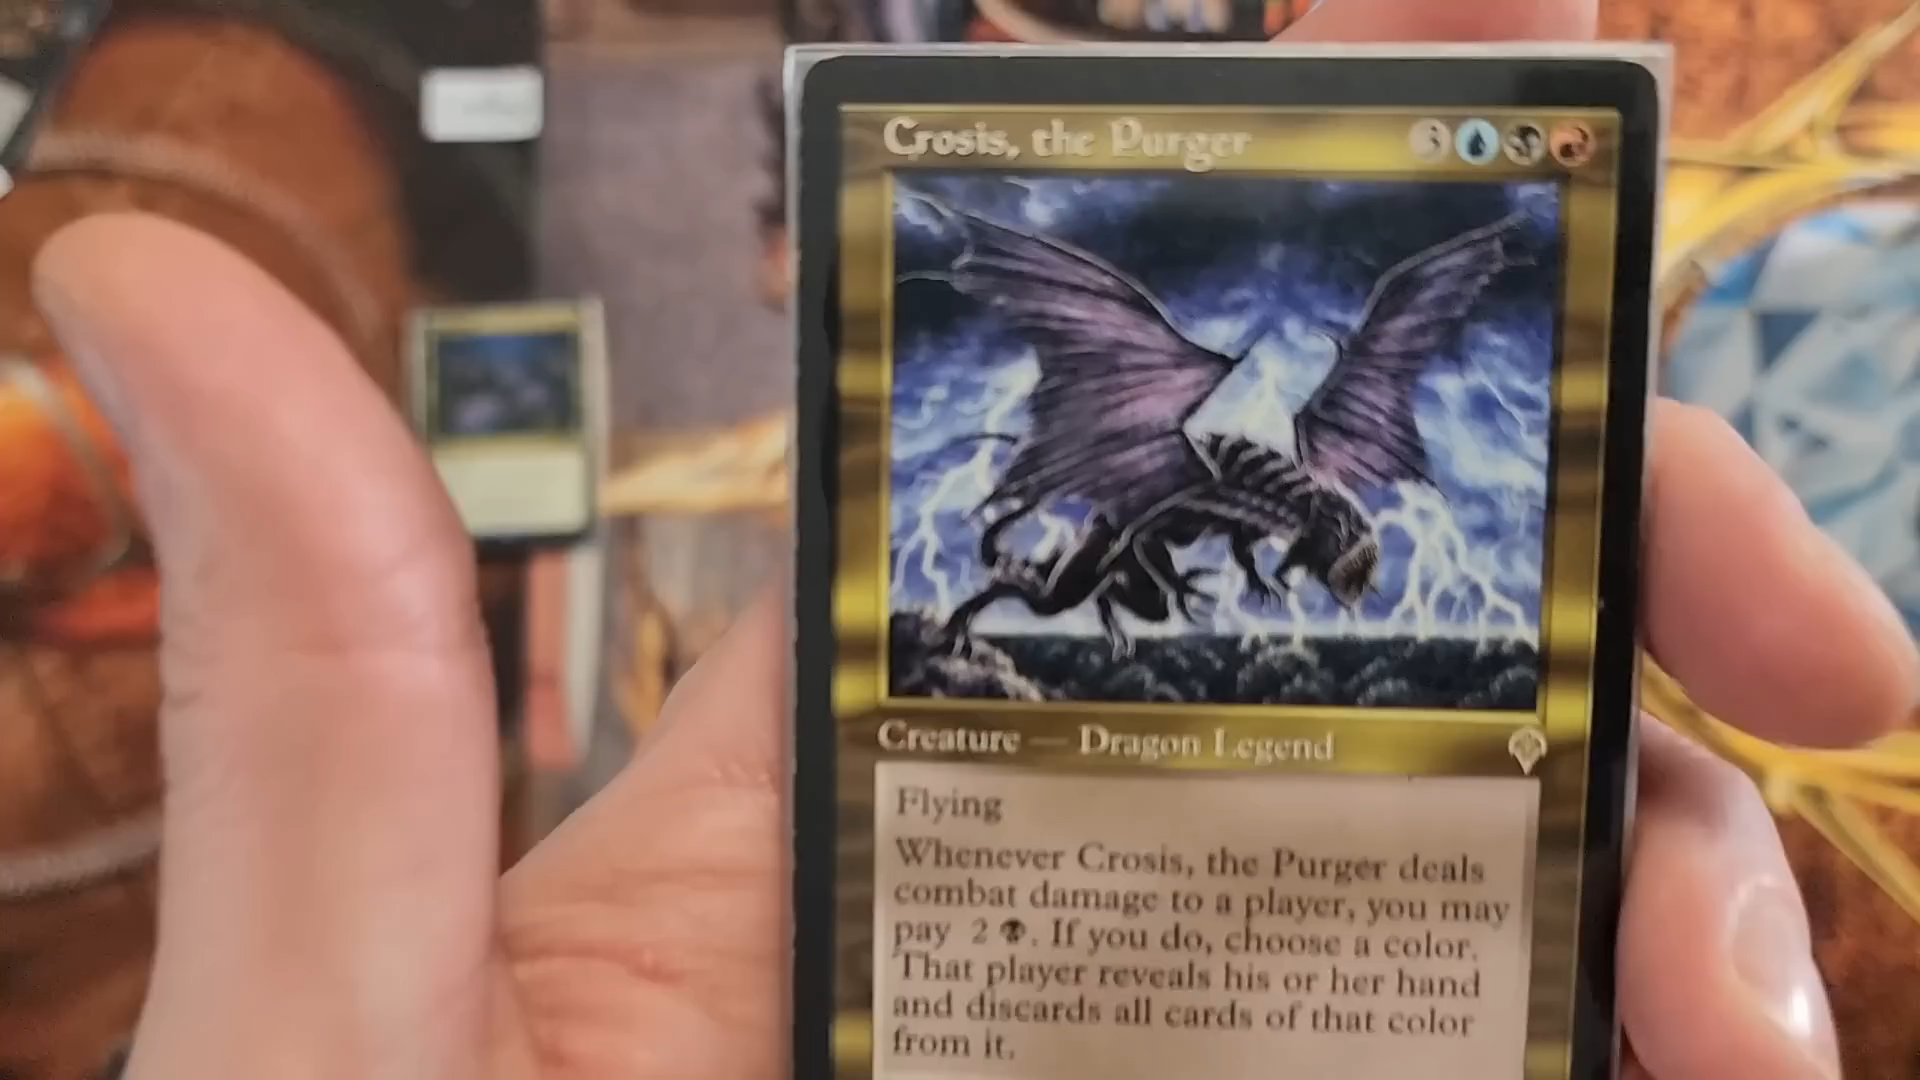 Crosis, the Purger 3
Creature — Dragon Legend
Flying
Whenever Crosis, the Purger deals
combat damage to a player, you may
pay 2 . If you do, choose a color.
That player reveals his or her hand
and discards all cards of that color
from it.